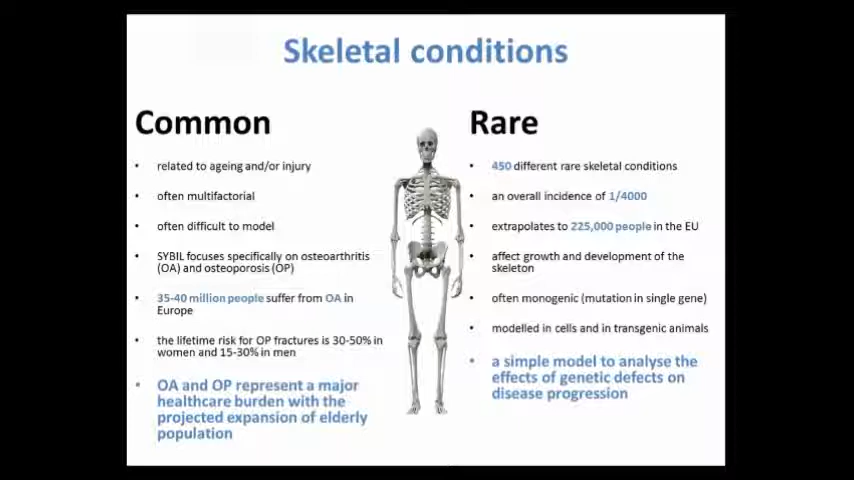 Skeletal conditions
Common
• related to ageing and/or injury
• often multifactorial
• often difficult to model
• SYBIL focuses specifically on osteoarthritis
(OA) and osteoporosis (OP)
• 35-40 million people suffer from OA in
Europe
• the lifetime risk for OP fractures is 30-50% in
women and 15-30% in men
• OA and OP represent a major
healthcare burden with the
projected expansion of elderly
population
Rare
• 450 different rare skeletal conditions
• an overall incidence of 1/4000
• extrapolates to 225,000 people in the EU
• affect growth and development of the
skeleton
• often monogenic (mutation in single gene)
• modelled in cells and in transgenic animals
• a simple model to analyse the
effects of genetic defects on
disease progression